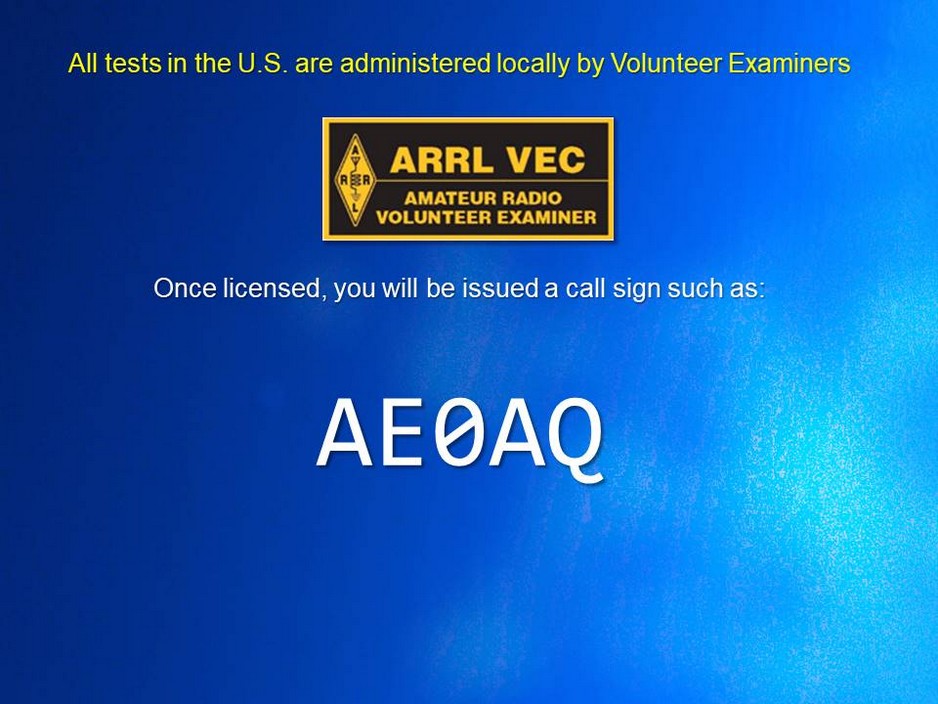 All tests in the U.S. are administered locally by Volunteer Examiners
A
R R
L
ARRL VEC
AMATEUR RADIO
VOLUNTEER EXAMINER
Once licensed, you will be issued a call sign such as:
AE0AQ